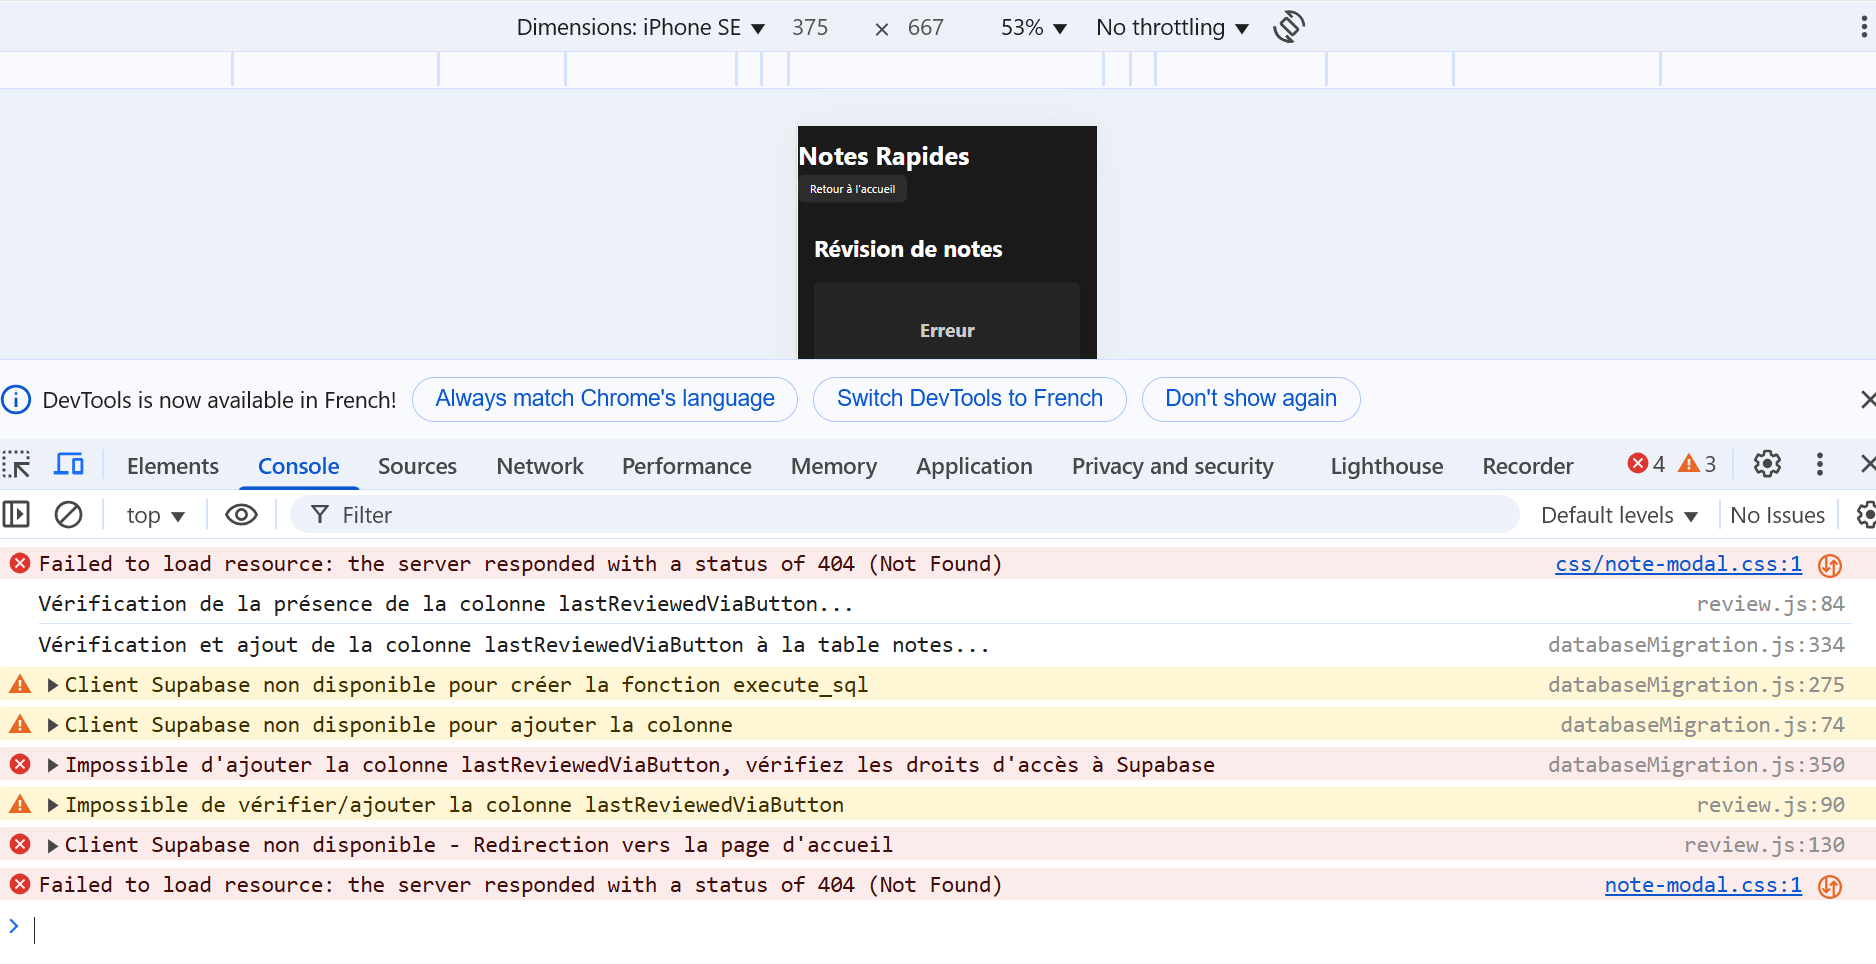 Dimensions: iPhone SE ▼ 375 × 667 53% ▼ No throttling ▼
Notes Rapides
Retour à l'accueil
Révision de notes
Erreur
DevTools is now available in French! Always match Chrome's language Switch DevTools to French Don't show again
Elements Console Sources Network Performance Memory Application Privacy and security Lighthouse Recorder 4 3
top ▼ Filter Default levels ▼ No Issues
Failed to load resource: the server responded with a status of 404 (Not Found) css/note-modal.css:1
Vérification de la présence de la colonne lastReviewedViaButton... review.js:84
Vérification et ajout de la colonne lastReviewedViaButton à la table notes... databaseMigration.js:334
Client Supabase non disponible pour créer la fonction execute_sql databaseMigration.js:275
Client Supabase non disponible pour ajouter la colonne databaseMigration.js:74
Impossible d'ajouter la colonne lastReviewedViaButton, vérifiez les droits d'accès à Supabase databaseMigration.js:350
Impossible de vérifier/ajouter la colonne lastReviewedViaButton review.js:90
Client Supabase non disponible - Redirection vers la page d'accueil review.js:130
Failed to load resource: the server responded with a status of 404 (Not Found) note-modal.css:1